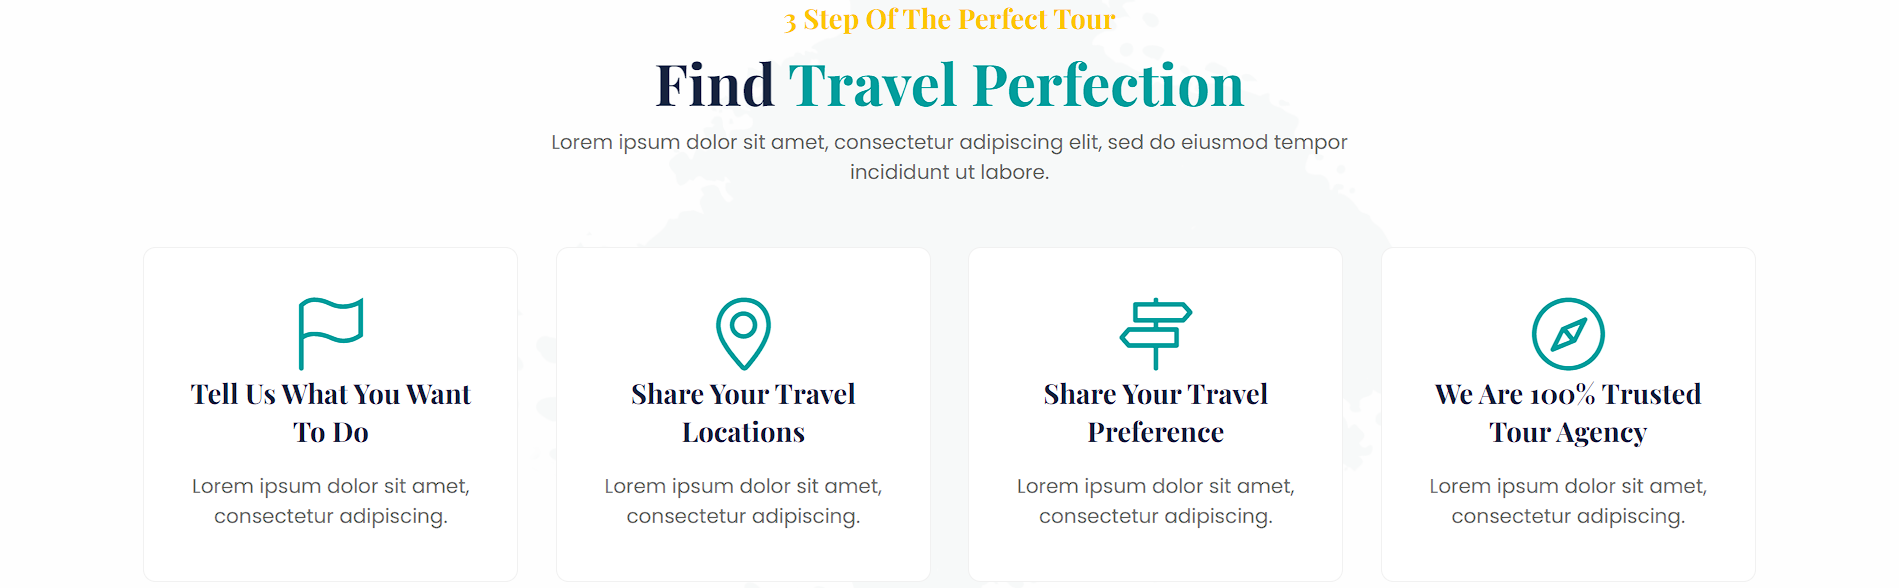 3 Step Of The Perfect Tour
Find Travel Perfection
Lorem ipsum dolor sit amet, consectetur adipiscing elit, sed do eiusmod tempor
incididunt ut labore.
Tell Us What You Want
To Do
Lorem ipsum dolor sit amet,
consectetur adipiscing.
Share Your Travel
Locations
Lorem ipsum dolor sit amet,
consectetur adipiscing.
Share Your Travel
Preference
Lorem ipsum dolor sit amet,
consectetur adipiscing.
We Are 100% Trusted
Tour Agency
Lorem ipsum dolor sit amet,
consectetur adipiscing.